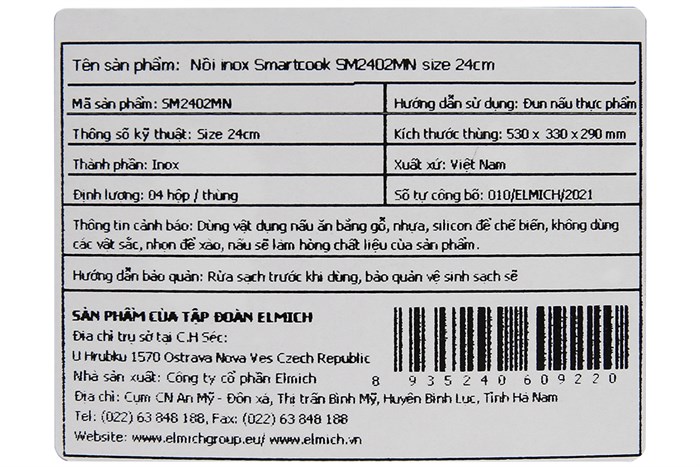 Tên sản phẩm: Nồi inox Smartcook SM2402MN size 24cm
Mã sản phẩm: SM2402MN
Hướng dẫn sử dụng: Đun nấu thực phẩm
Thông số kỹ thuật: Size 24cm
Kích thước thùng: 530 x 330 x 290 mm
Thành phần: Inox
Xuất xứ: Việt Nam
Định lượng: 04 hộp / thùng
Số tự công bố: 010/ELMICH/2021
Thông tin cảnh báo: Dùng vật dụng nấu ăn bằng gỗ, nhựa, silicon để chế biến, không dùng
các vật sắc, nhọn để xào, nấu sẽ làm hỏng chất liệu của sản phẩm.
Hướng dẫn bảo quản: Rửa sạch trước khi dùng, bảo quản vệ sinh sạch sẽ
SẢN PHẨM CỦA TẬP ĐOÀN ELMICH
Địa chỉ trụ sở tại C.H Séc:
U Hrubku 1570 Ostrava Nova Ves Czech Republic
Nhà sản xuất: Công ty cổ phần Elmich
8 935240 609220
Địa chỉ: Cụm CN An Mỹ - Đồn xá, Thị trấn Bình Mỹ, Huyện Bình Lục, Tỉnh Hà Nam
Tel: (022) 63 848 188, Fax: (022) 63 848 188
Website: www.elmichgroup.eu/ www.elmich.vn